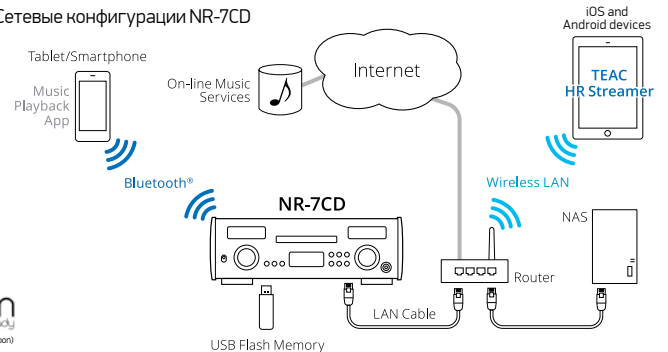 Сетевые конфигурации NR-7CD
iOS and
Android devices
Tablet/Smartphone
Music
Playback
App
On-line Music
Services
Internet
TEAC
HR Streamer
Bluetooth®
Wireless LAN
NR-7CD
NAS
Router
LAN Cable
USB Flash Memory